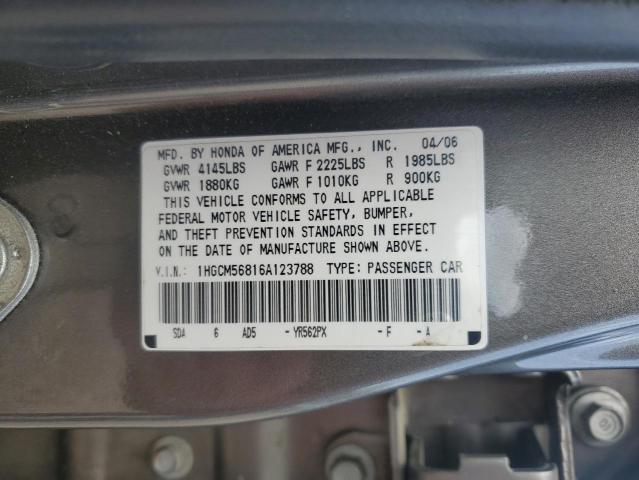 MFD. BY HONDA OF AMERICA MFG., INC. 04/06
GVWR 4145LBS GAWR F 2225LBS R 1985LBS
GVWR 1880KG GAWR F 1010KG R 900KG
THIS VEHICLE CONFORMS TO ALL APPLICABLE
FEDERAL MOTOR VEHICLE SAFETY, BUMPER,
AND THEFT PREVENTION STANDARDS IN EFFECT
ON THE DATE OF MANUFACTURE SHOWN ABOVE.
V.I.N.: 1HGCM56816A123788 TYPE: PASSENGER CAR
SDA 6 AD5 -YR562PX -F -A